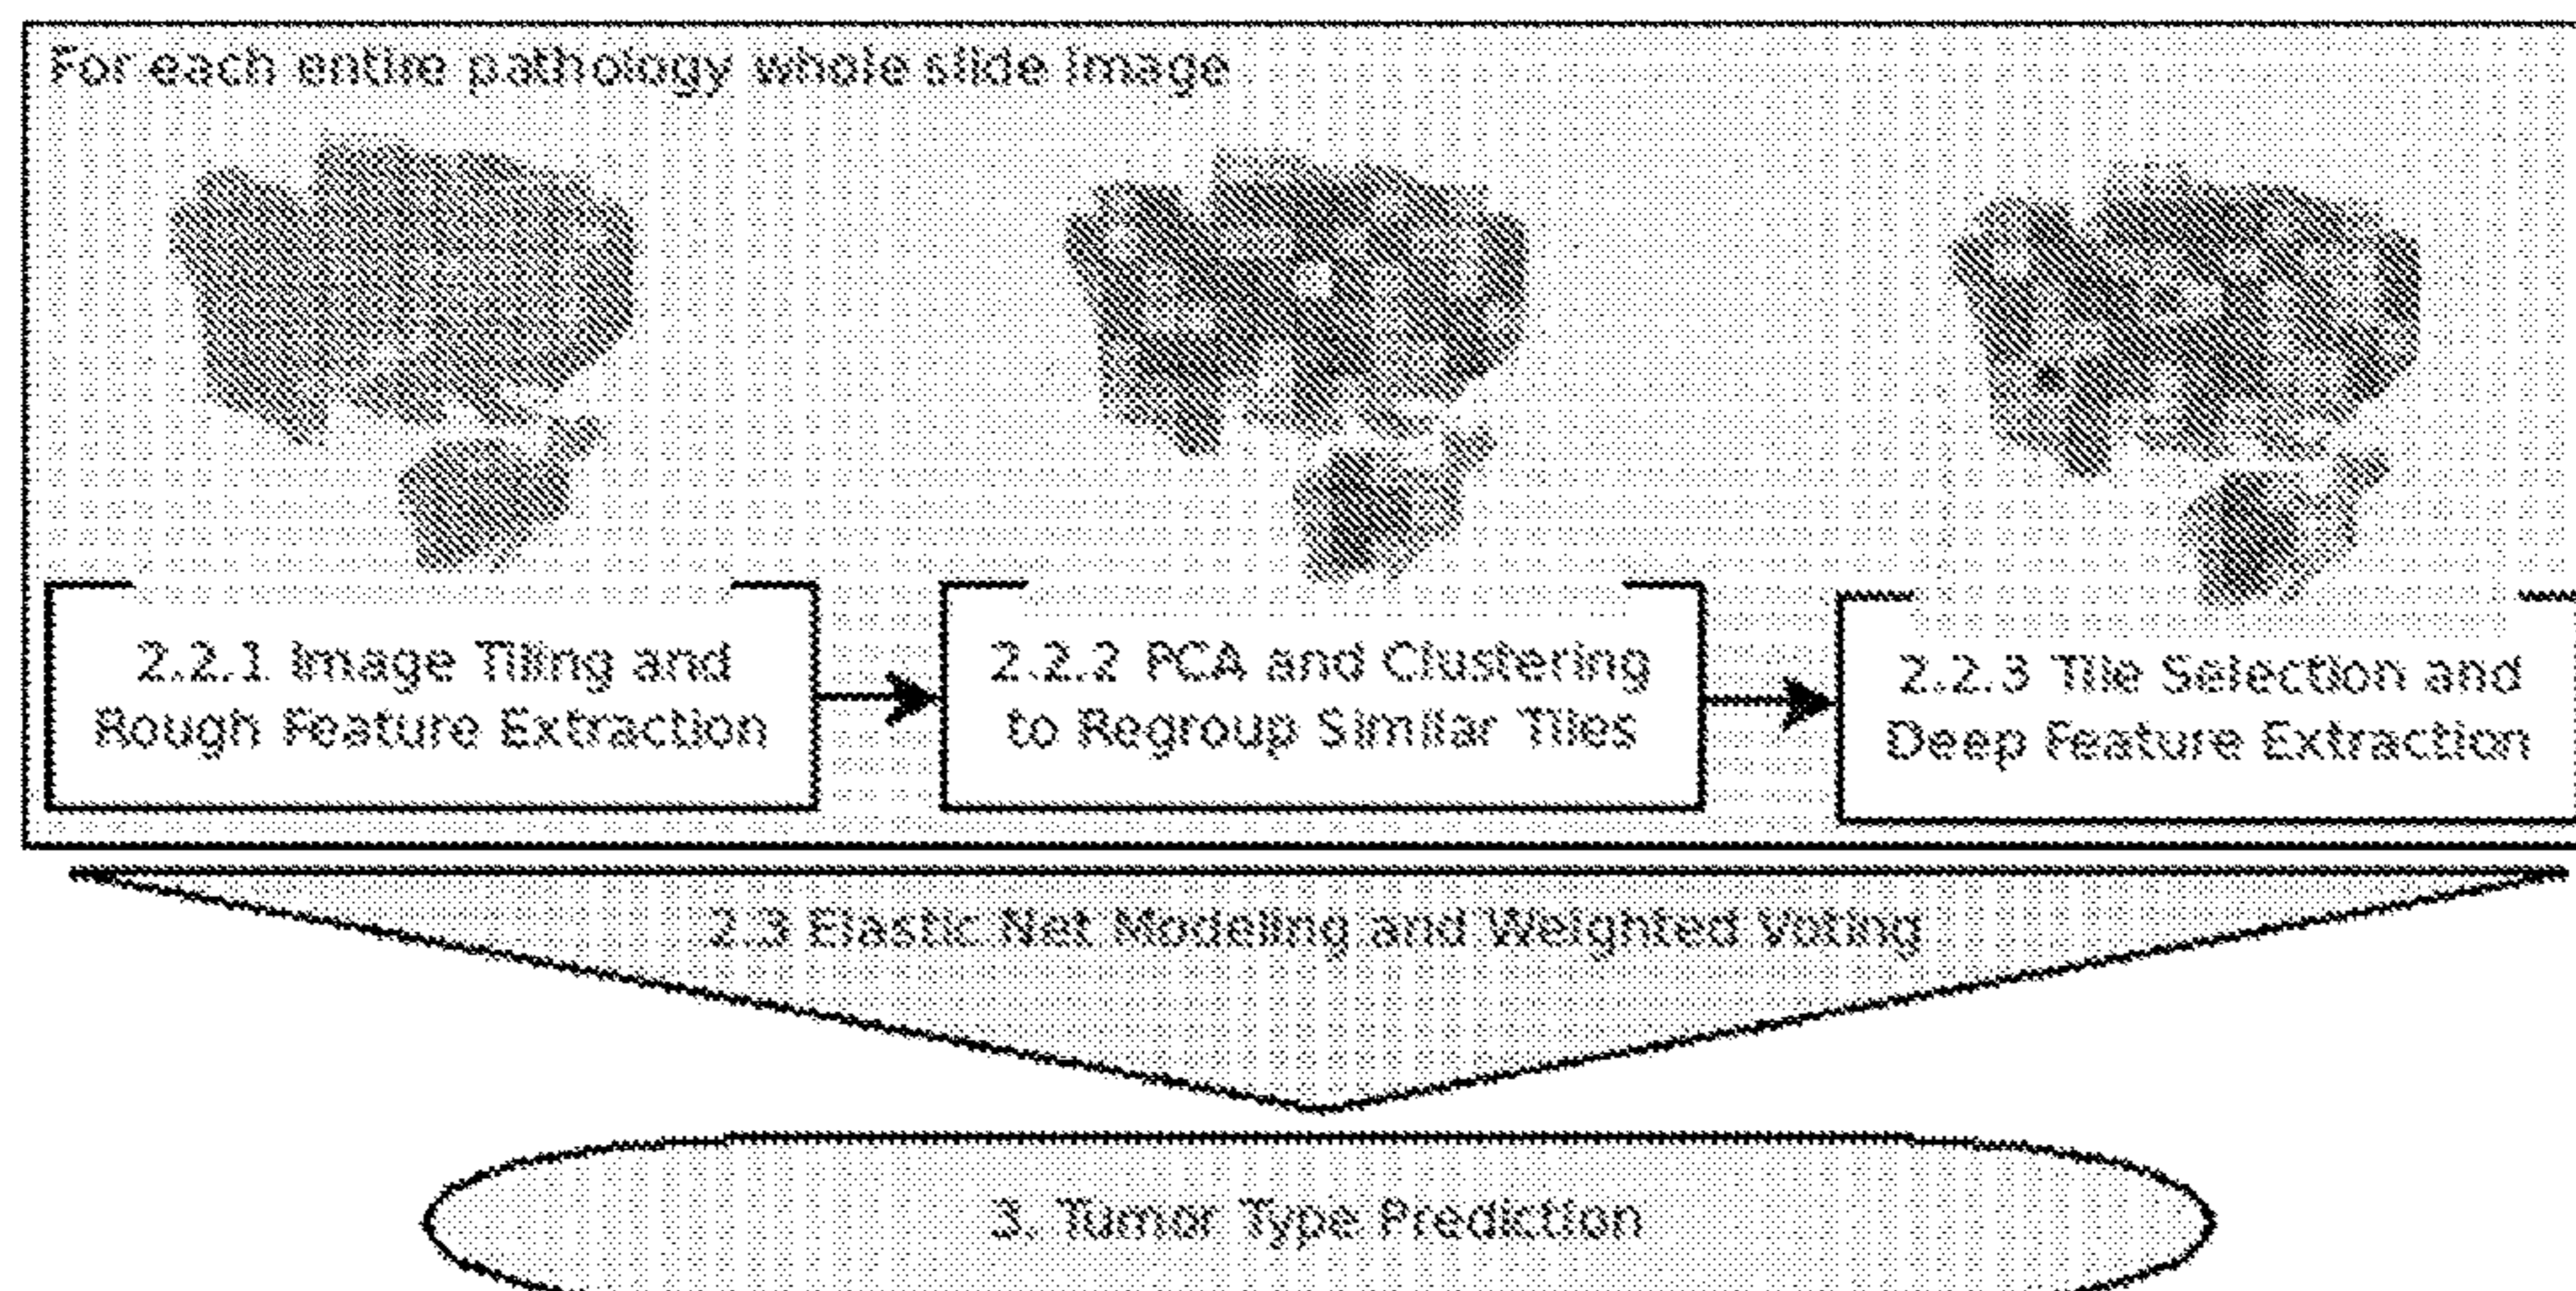 For each entire pathology whole slide image
2.2.1 Image Tiling and
Rough Feature Extraction
2.2.2 PCA and Clustering
to Regroup Similar Tiles
2.2.3 Tile Selection and
Deep Feature Extraction
2.3 Elastic Net Modeling and Weighted Voting
3. Tumor Type Prediction